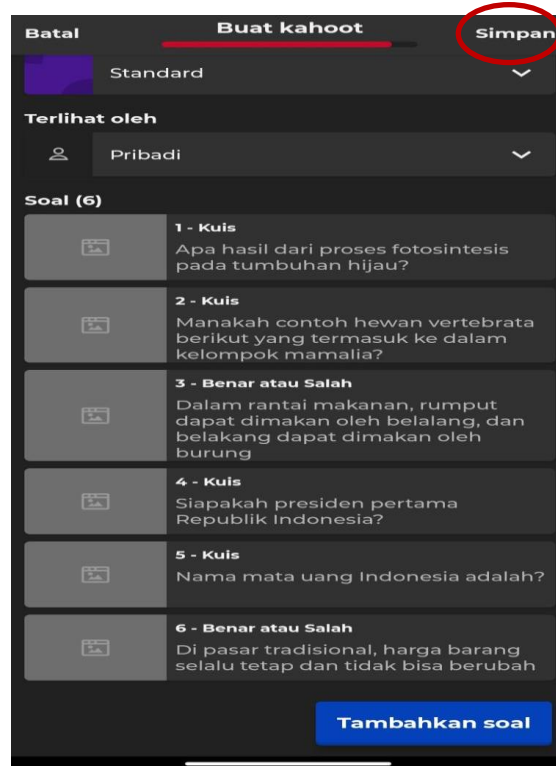 Batal
Buat kahoot
Simpan
Standard
Terlihat oleh
Pribadi
Soal (6)
1 - Kuis
Apa hasil dari proses fotosintesis
pada tumbuhan hijau?
2 - Kuis
Manakah contoh hewan vertebrata
berikut yang termasuk ke dalam
kelompok mamalia?
3 - Benar atau Salah
Dalam rantai makanan, rumput
dapat dimakan oleh belalang, dan
belakang dapat dimakan oleh
burung
4 - Kuis
Siapakah presiden pertama
Republik Indonesia?
5 - Kuis
Nama mata uang Indonesia adalah?
6 - Benar atau Salah
Di pasar tradisional, harga barang
selalu tetap dan tidak bisa berubah
Tambahkan soal